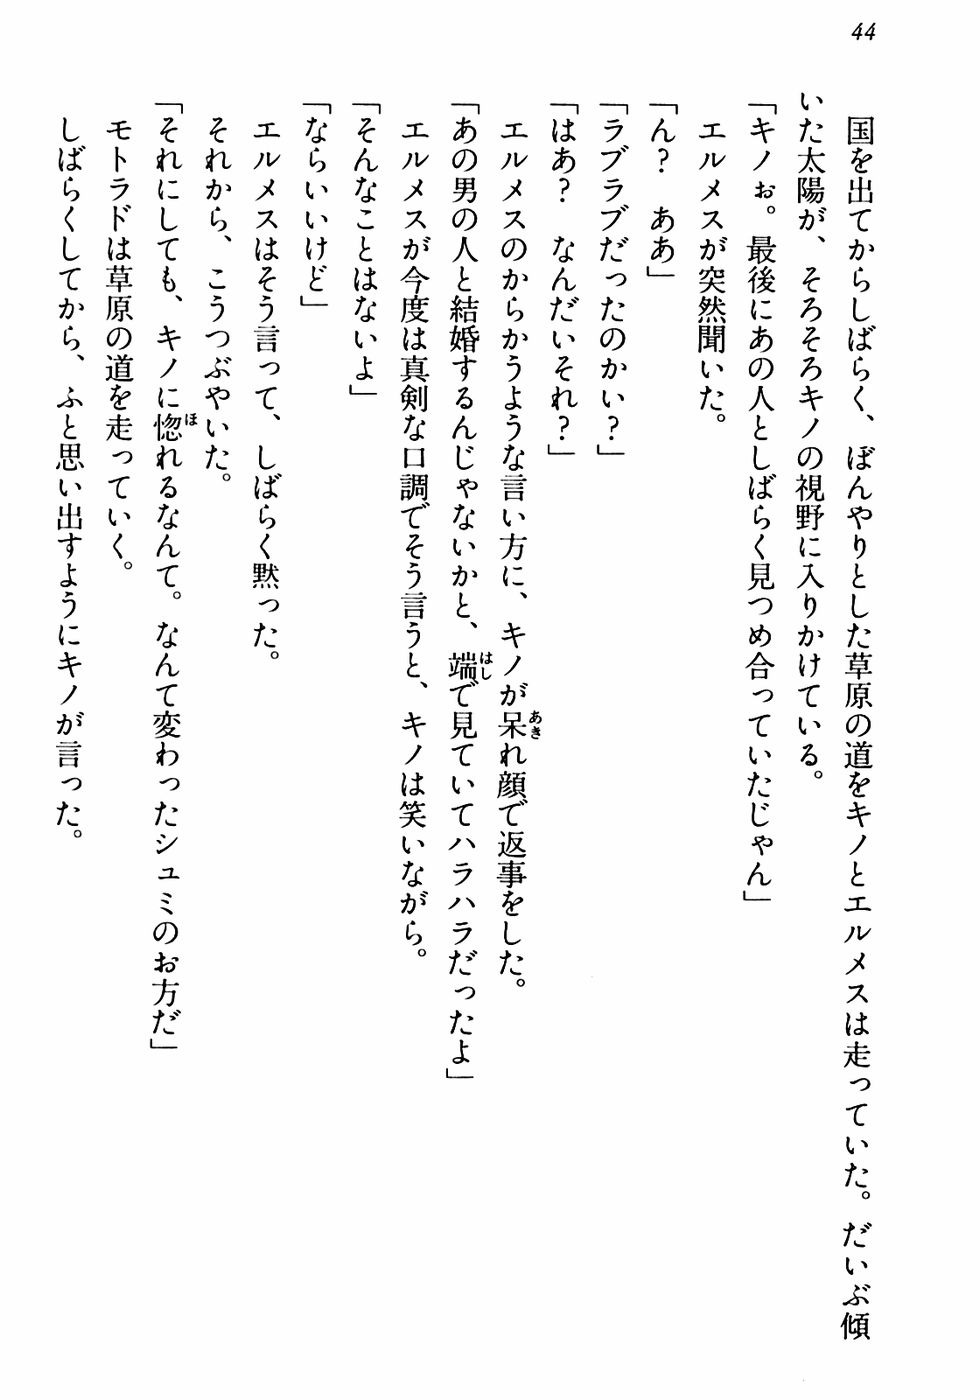 44
国を出てからしばらく、ぼんやりとした草原の道をキノとエルメスは走っていた。だいぶ傾
いた太陽が、そろそろキノの視野に入りかけている。
「キノぉ。最後にあの人としばらく見つめ合っていたじゃん」
エルメスが突然聞いた。
「ん？　ああ」
「ラブラブだったのかい？」
「はあ？　なんだいそれ？」
エルメスのからかうような言い方に、キノが呆れ顔で返事をした。
「あの男の人と結婚するんじゃないかと、端で見ていてハラハラだったよ」
エルメスが今度は真剣な口調でそう言うと、キノは笑いながら。
「そんなことはないよ」
「ならいいけど」
エルメスはそう言って、しばらく黙った。
それから、こうつぶやいた。
「それにしても、キノに惚れるなんて。なんて変わったシュミのお方だ」
モトラドは草原の道を走っていく。
しばらくしてから、ふと思い出すようにキノが言った。